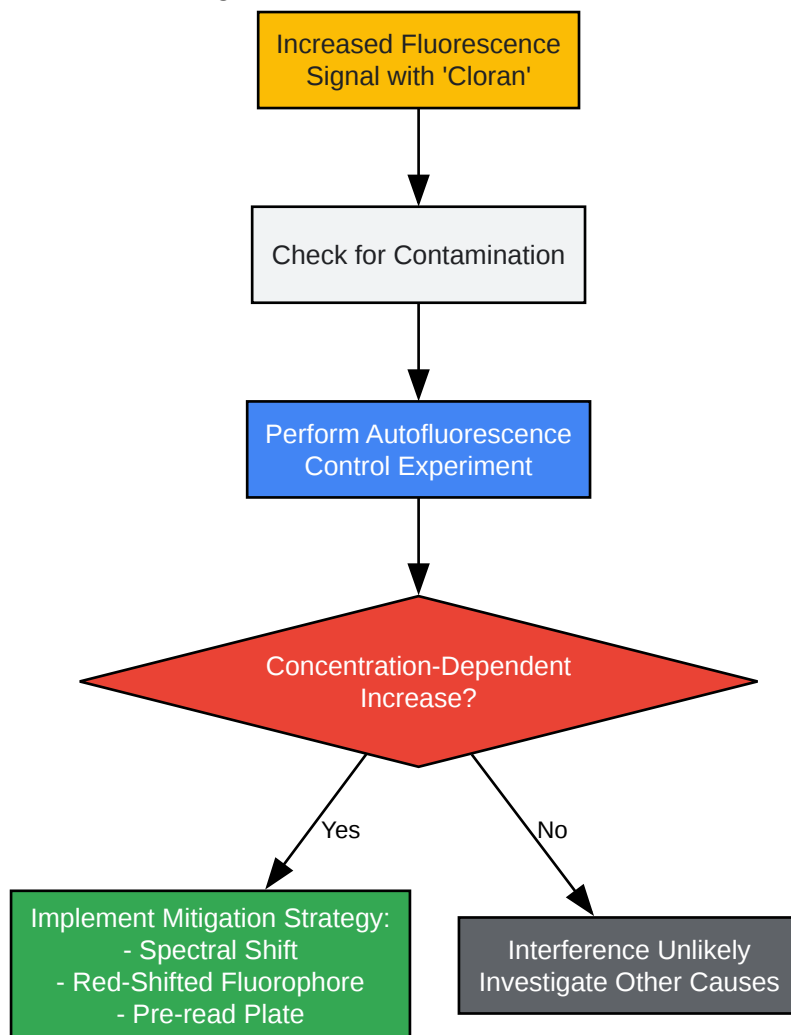 Increased Fluorescence
Signal with 'Cloran'
Check for Contamination
Perform Autofluorescence
Control Experiment
Concentration-Dependent
Increase?
Yes
No
Implement Mitigation Strategy:
- Spectral Shift
- Red-Shifted Fluorophore
- Pre-read Plate
Interference Unlikely
Investigate Other Causes